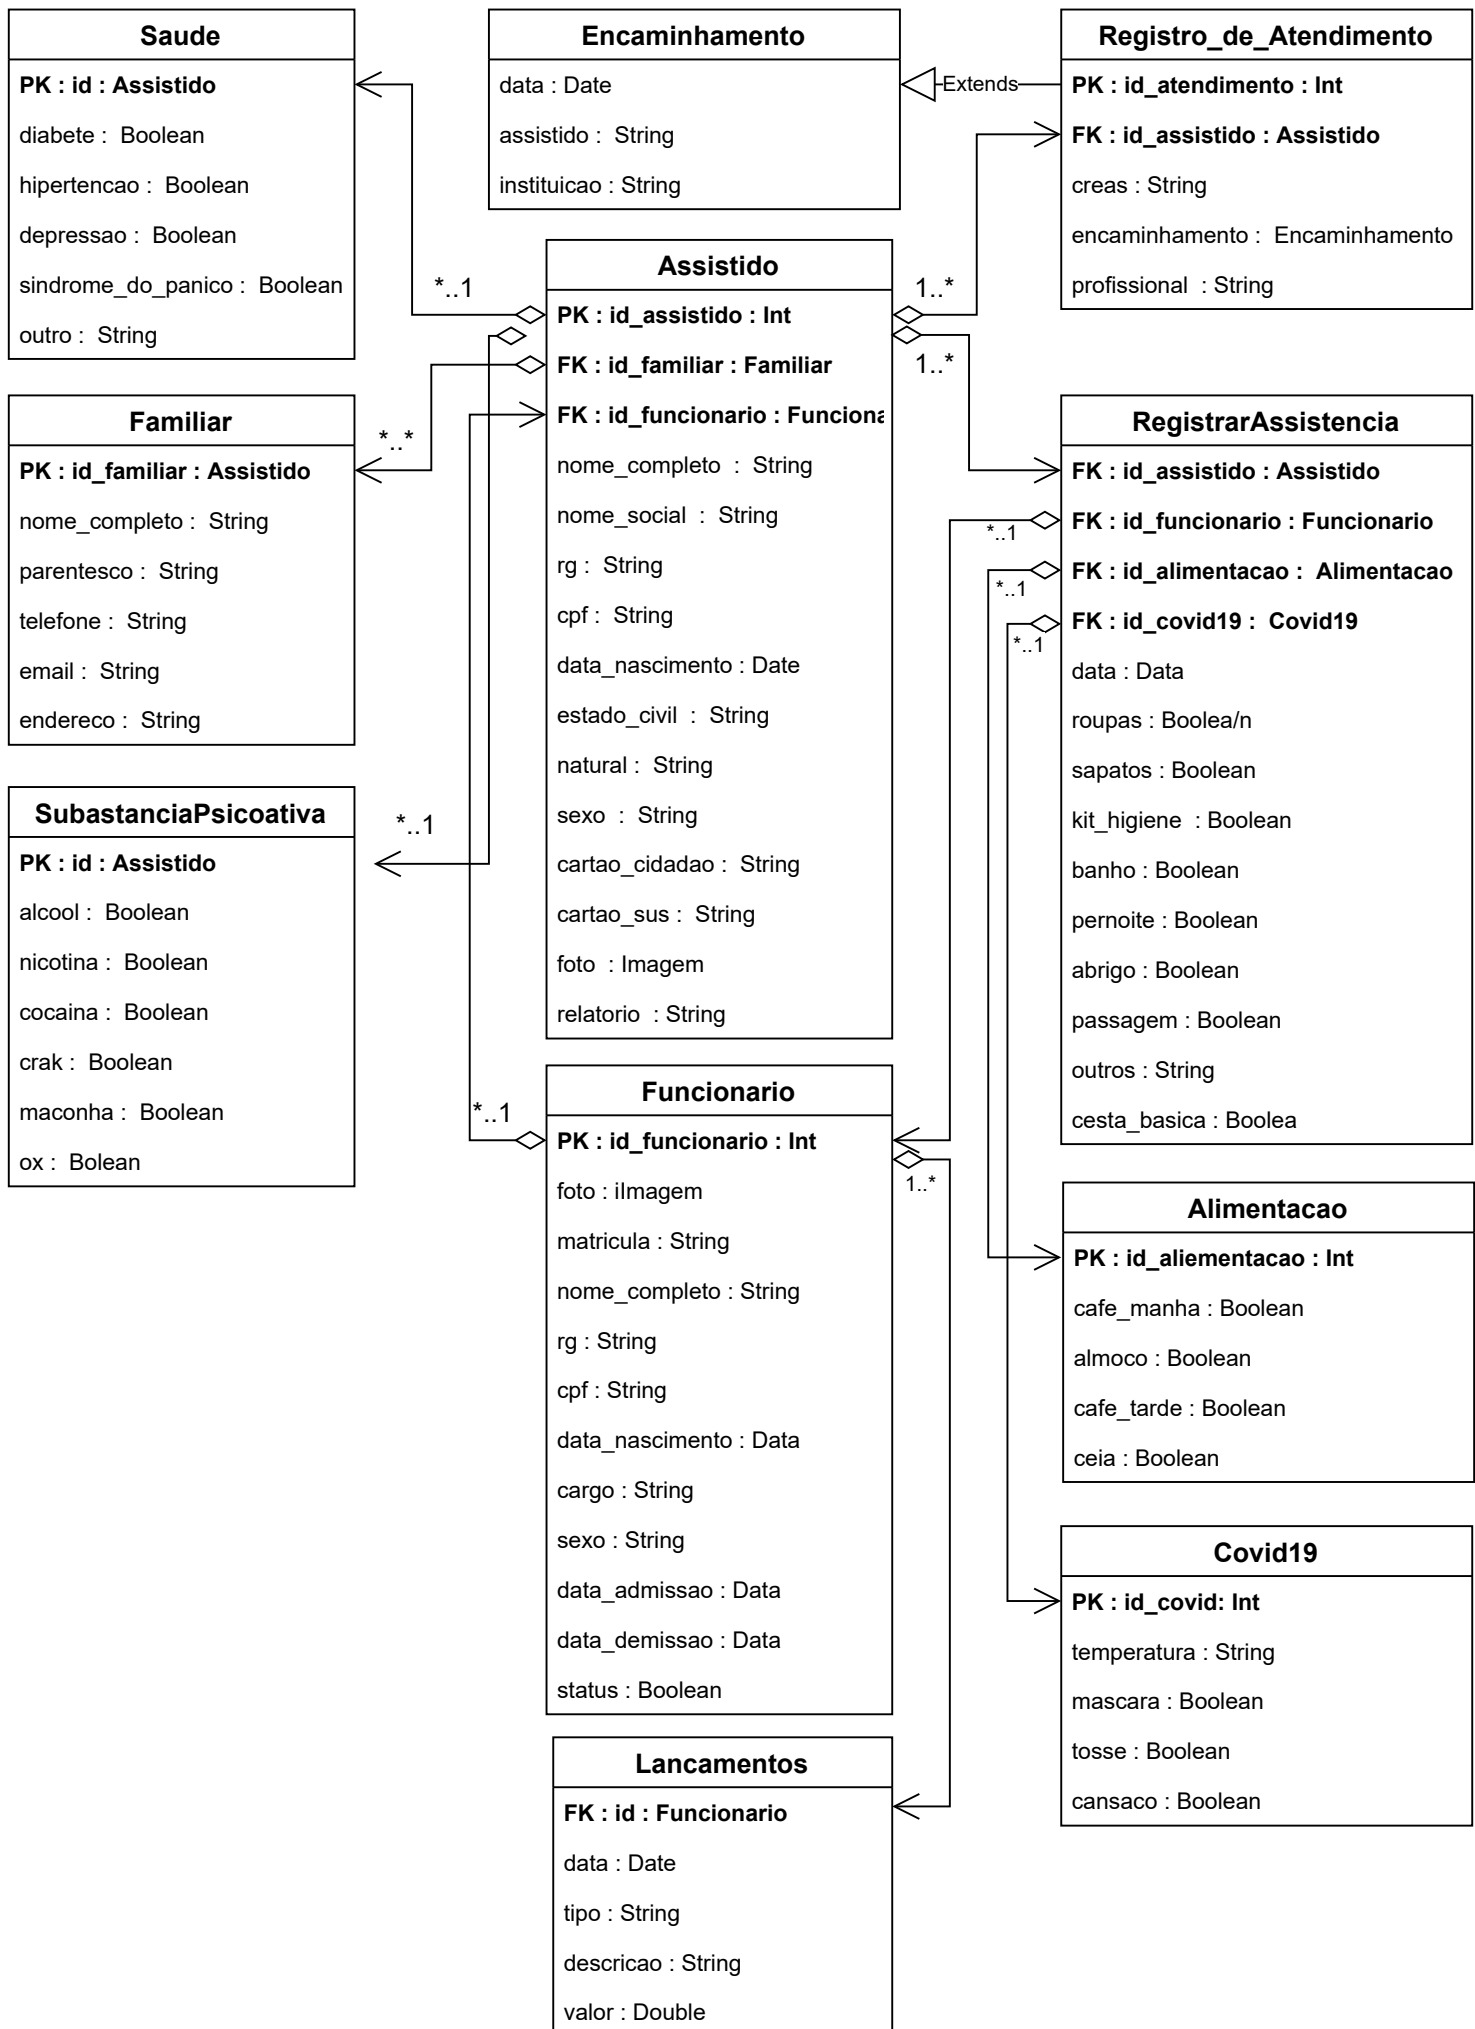 Saude
PK : id : Assistido
diabete : Boolean
hipertencao : Boolean
depressao : Boolean
sindrome_do_panico : Boolean
outro : String
Encaminhamento
data : Date
assistido : String
instituicao : String
Extends
Registro_de_Atendimento
PK : id_atendimento : Int
FK : id_assistido : Assistido
creas : String
encaminhamento : Encaminhamento
profissional : String
*..1
1..*
1..*
*..*
Assistido
PK : id_assistido : Int
FK : id_familiar : Familiar
FK : id_funcionario : Funciona
nome_completo : String
nome_social : String
rg : String
cpf : String
data_nascimento : Date
estado_civil : String
natural : String
sexo : String
cartao_cidadao : String
cartao_sus : String
foto : Imagem
relatorio : String
Familiar
PK : id_familiar : Assistido
nome_completo : String
parentesco : String
telefone : String
email : String
endereco : String
RegistrarAssistencia
FK : id_assistido : Assistido
FK : id_funcionario : Funcionario
FK : id_alimentacao : Alimentacao
FK : id_covid19 : Covid19
data : Data
roupas : Boolea/n
sapatos : Boolean
kit_higiene : Boolean
banho : Boolean
pernoite : Boolean
abrigo : Boolean
passagem : Boolean
outros : String
cesta_basica : Boolea
*..1
*..1
*..1
SubastanciaPsicoativa
PK : id : Assistido
alcool : Boolean
nicotina : Boolean
cocaina : Boolean
crak : Boolean
maconha : Boolean
ox : Bolean
*..1
*..1
Funcionario
PK : id_funcionario : Int
foto : iImagem
matricula : String
nome_completo : String
rg : String
cpf : String
data_nascimento : Data
cargo : String
sexo : String
data_admissao : Data
data_demissao : Data
status : Boolean
1..*
Alimentacao
PK : id_aliementacao : Int
cafe_manha : Boolean
almoco : Boolean
cafe_tarde : Boolean
ceia : Boolean
Covid19
PK : id_covid: Int
temperatura : String
mascara : Boolean
tosse : Boolean
cansaco : Boolean
Lancamentos
FK : id : Funcionario
data : Date
tipo : String
descricao : String
valor : Double